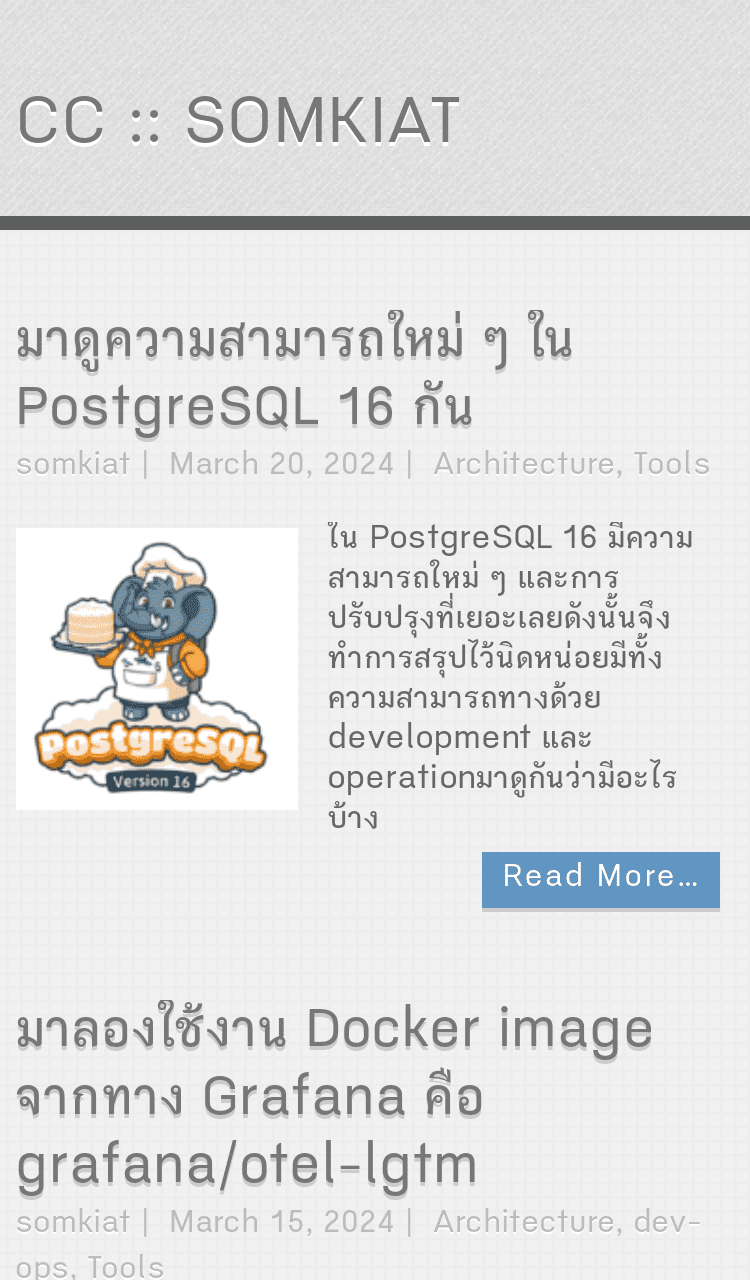 CC :: SOMKIAT
มาดูความสามารถใหม่ ๆ ใน
PostgreSQL 16 กัน
somkiat | March 20, 2024 | Architecture, Tools
ใน PostgreSQL 16 มีความ
สามารถใหม่ ๆ และการ
ปรับปรุงที่เยอะเลยดังนั้นจึง
ทำการสรุปไว้นิดหน่อยมีทั้ง
ความสามารถทางด้วย
development และ
operationมาดูกันว่ามีอะไร
บ้าง
PostgreSQL
Version 16
Read More…
มาลองใช้งาน Docker image
จากทาง Grafana คือ
grafana/otel-lgtm
somkiat | March 15, 2024 | Architecture, dev-
ops, Tools